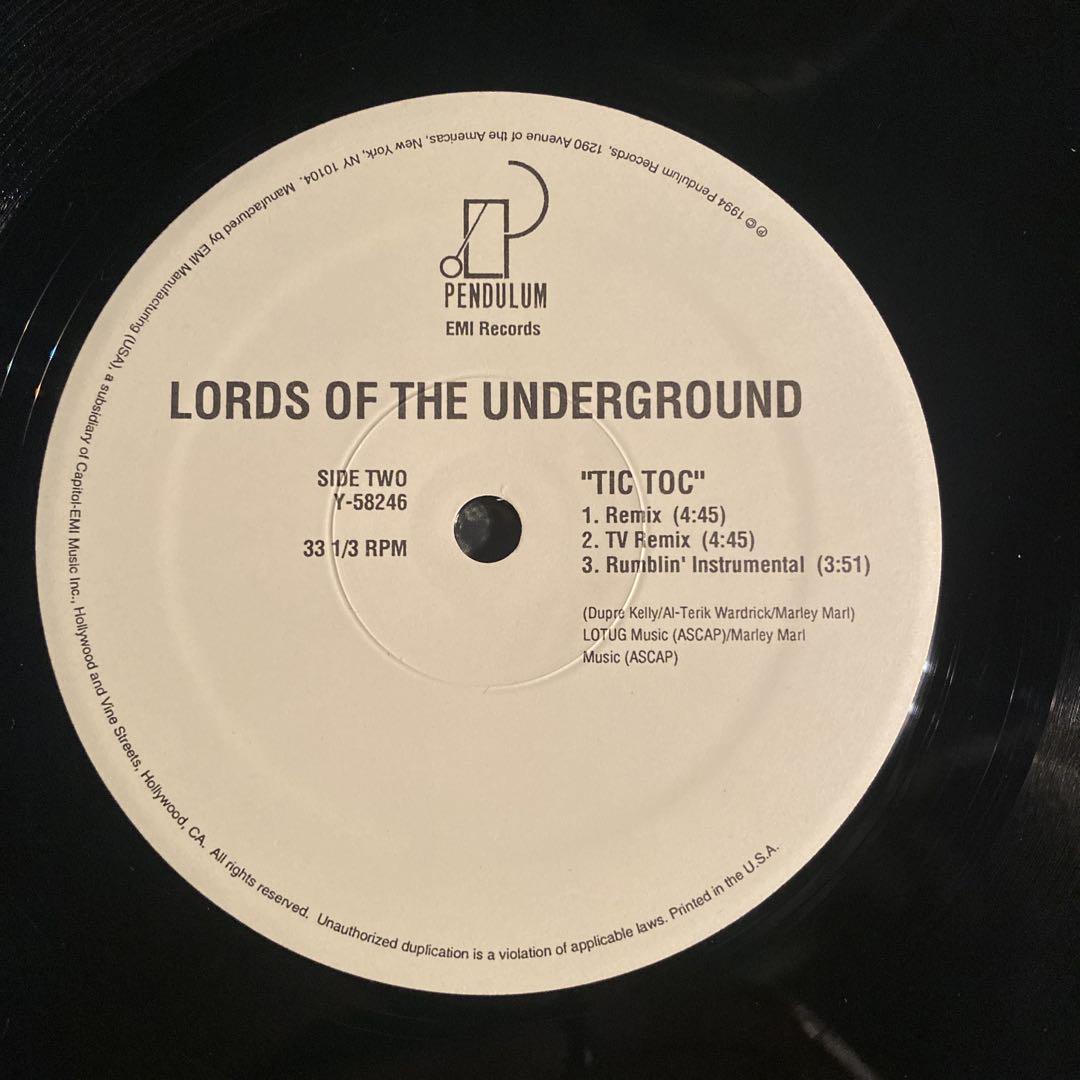 PENDULUM
EMI Records
LORDS OF THE UNDERGROUND
SIDE TWO
Y-58246
33 1/3 RPM
"TIC TOC"
1. Remix (4:45)
2. TV Remix (4:45)
3. Rumblin' Instrumental (3:51)
(Dupre Kelly/Al-Terik Wardrick/Marley Marl)
LOTUG Music (ASCAP)/Marley Marl
Music (ASCAP)
℗ © 1994 Pendulum Records, 1290 Avenue of the Americas, New York, NY 10104. Manufactured by EMI Manufacturing (USA), a subsidiary of Capitol-EMI Music Inc., Hollywood and Vine Streets, Hollywood, CA. All rights reserved. Unauthorized duplication is a violation of applicable laws. Printed in the U.S.A.